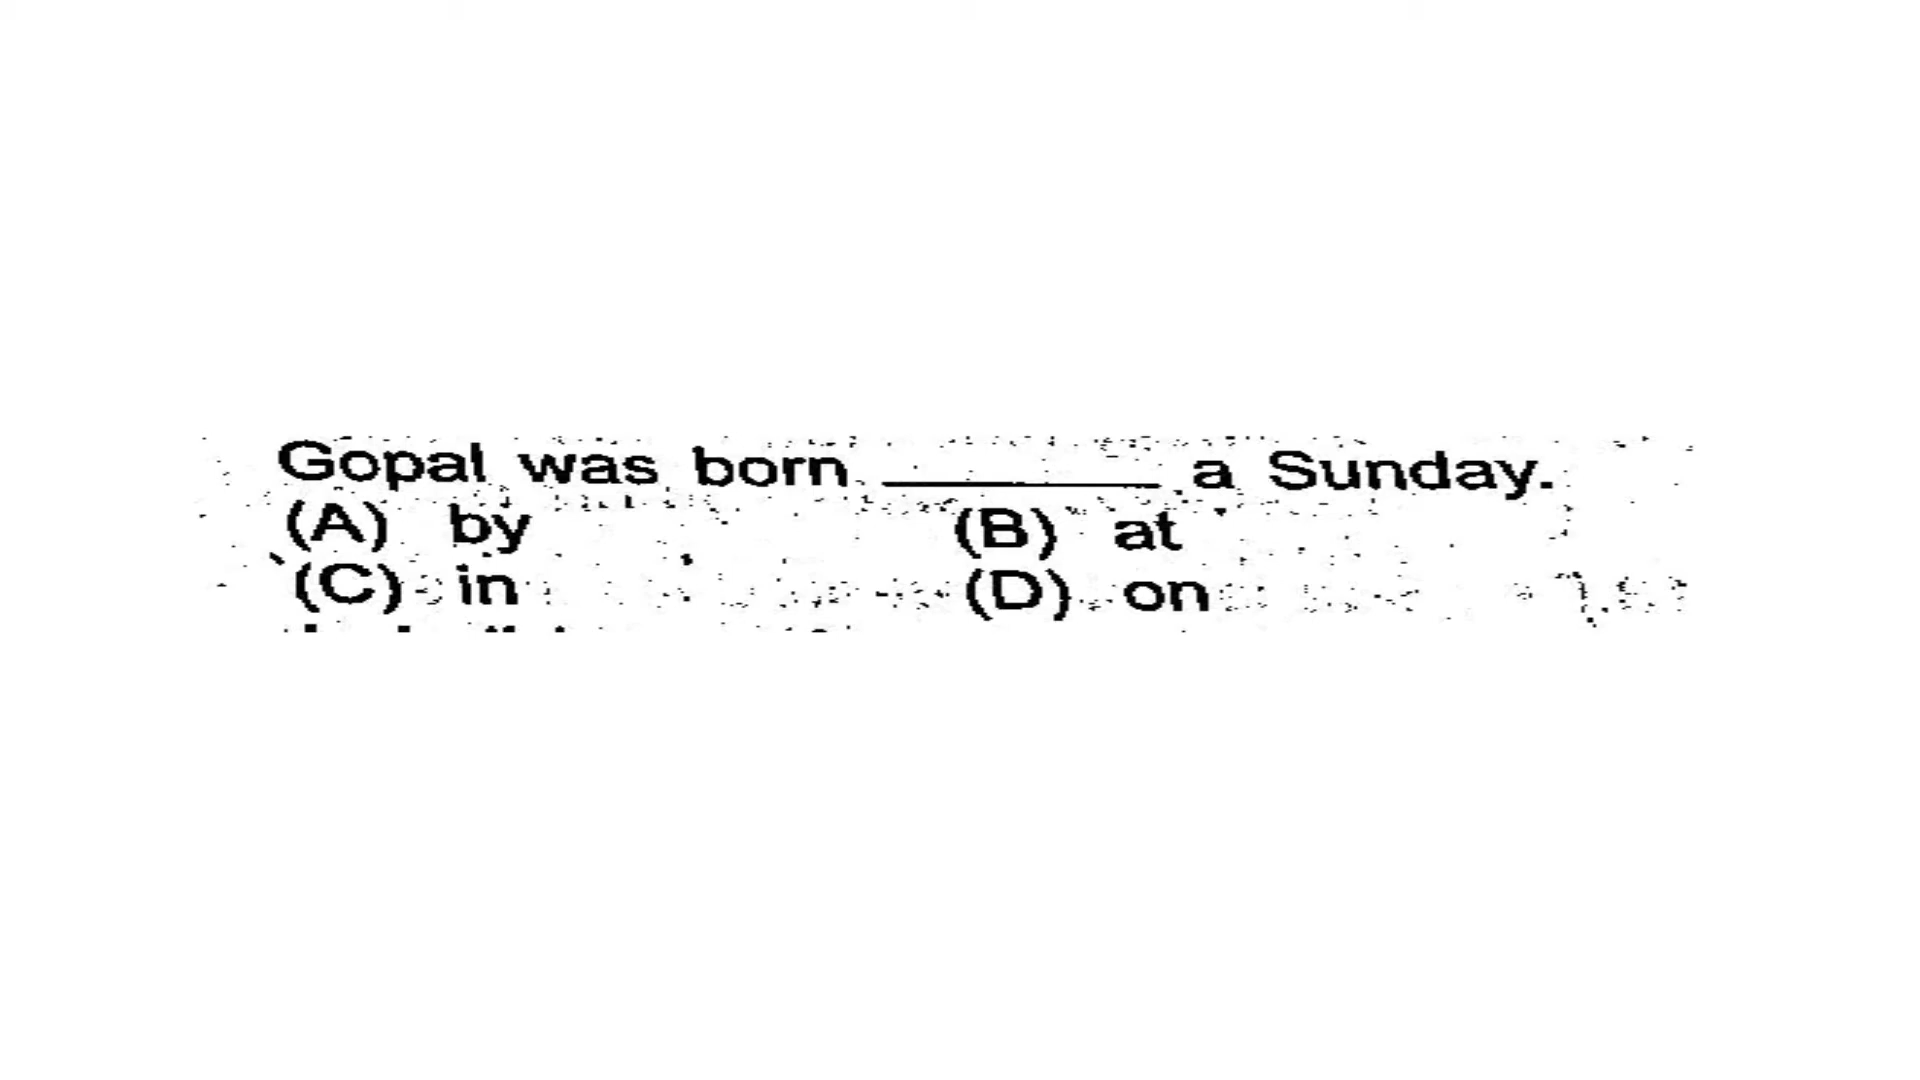 Gopal was born ________ a Sunday.
(A) by (B) at
(C) in (D) on